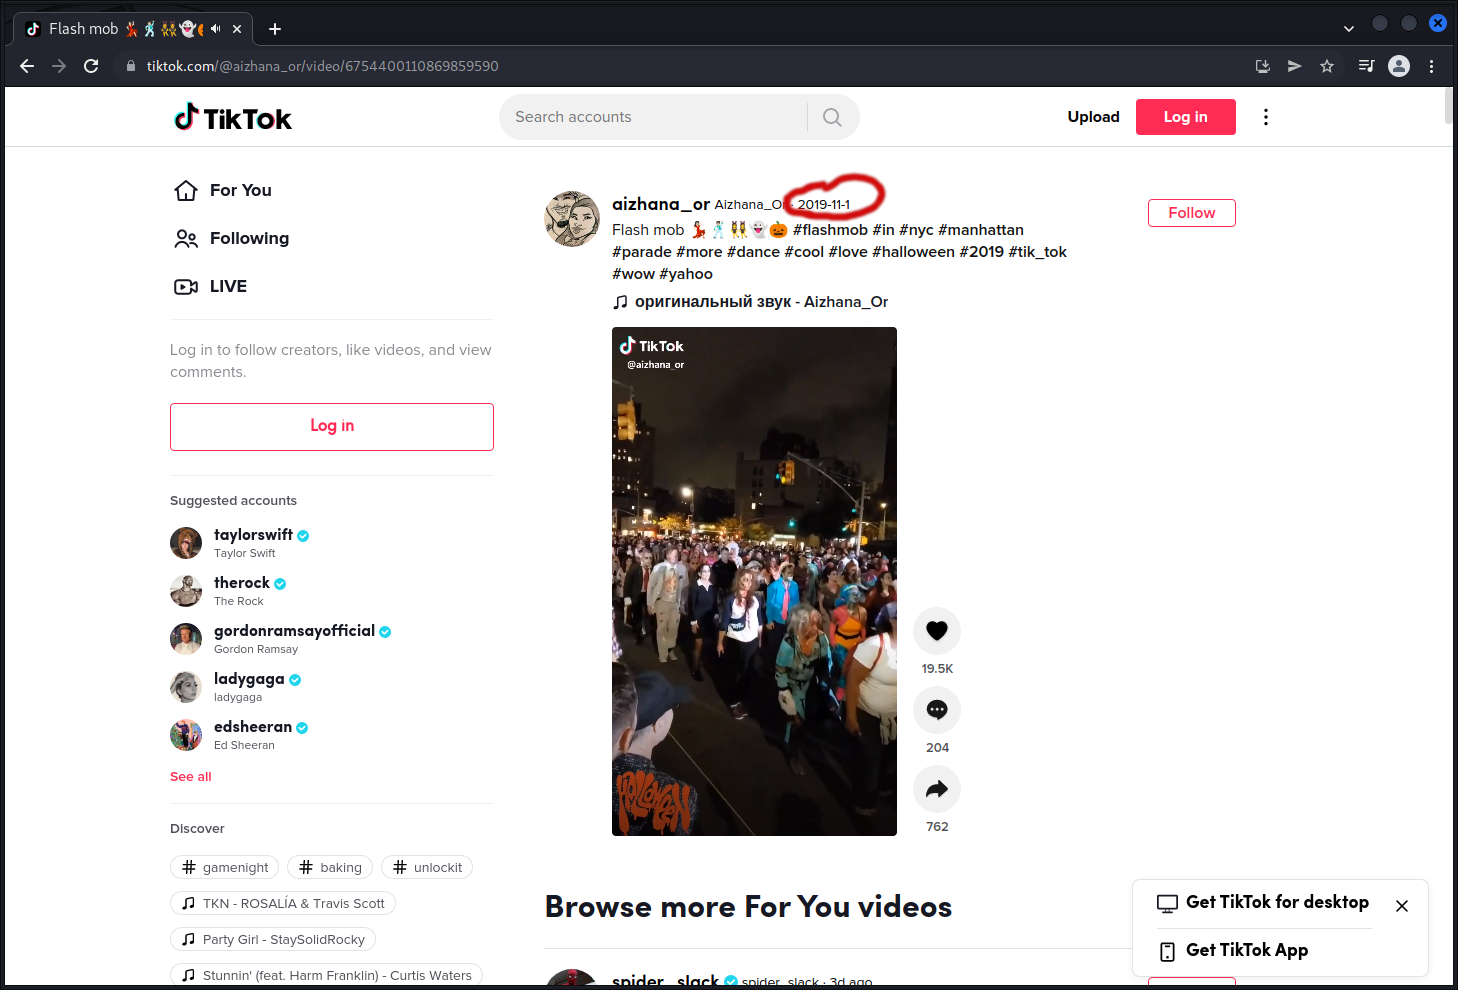 Flash mob
tiktok.com/@aizhana_or/video/6754400110869859590
TikTok
Search accounts
Upload
Log in
For You
Following
LIVE
Log in to follow creators, like videos, and view
comments.
Log in
Suggested accounts
taylorswift
Taylor Swift
therock
The Rock
gordonramsayofficial
Gordon Ramsay
ladygaga
ladygaga
edsheeran
Ed Sheeran
See all
Discover
# gamenight
# baking
# unlockit
TKN - ROSALÍA & Travis Scott
Party Girl - StaySolidRocky
Stunnin' (feat. Harm Franklin) - Curtis Waters
aizhana_or Aizhana_Or · 2019-11-1
Follow
Flash mob 💃🕺👯👻🎃 #flashmob #in #nyc #manhattan
#parade #more #dance #cool #love #halloween #2019 #tik_tok
#wow #yahoo
оригинальный звук - Aizhana_Or
TikTok
@aizhana_or
HALLOWEEN
19.5K
204
762
Browse more For You videos
spider_slack spider_slack · 3d ago
Get TikTok for desktop
Get TikTok App